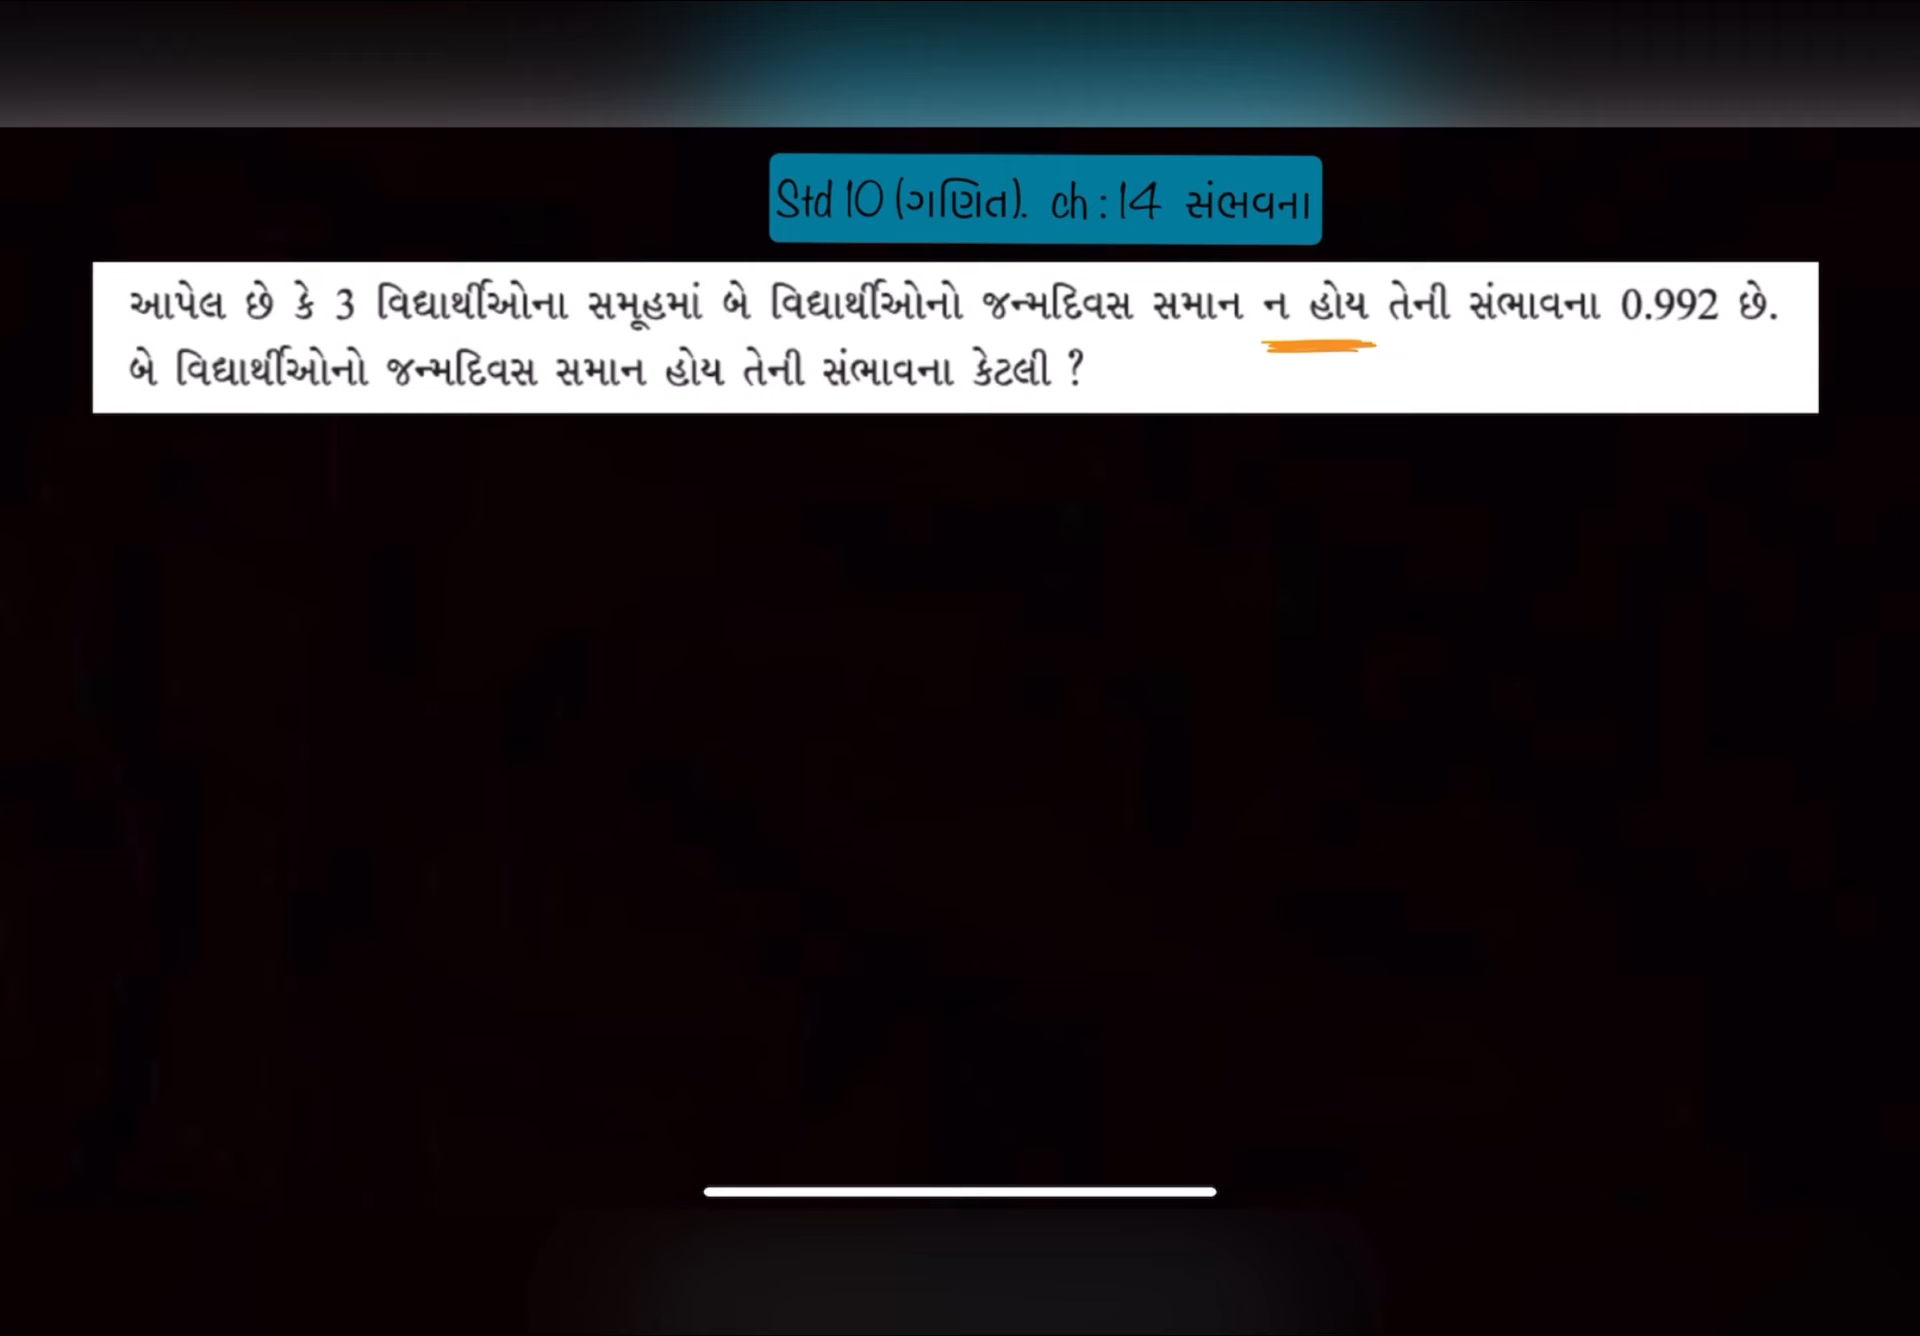 Std 10 (ગણિત). ch : 14 સંભવના
આપેલ છે કે 3 વિદ્યાર્થીઓના સમૂહમાં બે વિદ્યાર્થીઓનો જન્મદિવસ સમાન ન હોય તેની સંભાવના 0.992 છે.
બે વિદ્યાર્થીઓનો જન્મદિવસ સમાન હોય તેની સંભાવના કેટલી ?